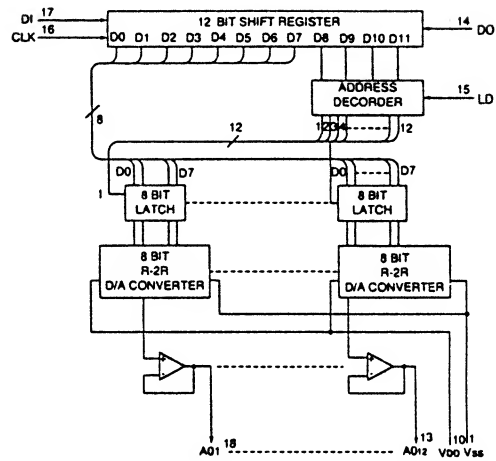 DI 17
CLK 16
12 BIT SHIFT REGISTER
D0 D1 D2 D3 D4 D5 D6 D7 D8 D9 D10 D11
14 DO
ADDRESS
DECORDER
15 LD
8
12
1 2 3 4 12
D0 D7
D0 D7
1
8 BIT
LATCH
8 BIT
LATCH
8 BIT
R-2R
D/A CONVERTER
8 BIT
R-2R
D/A CONVERTER
+
-
+
-
18
AO1
13
AO12
10 1
VDD VSS